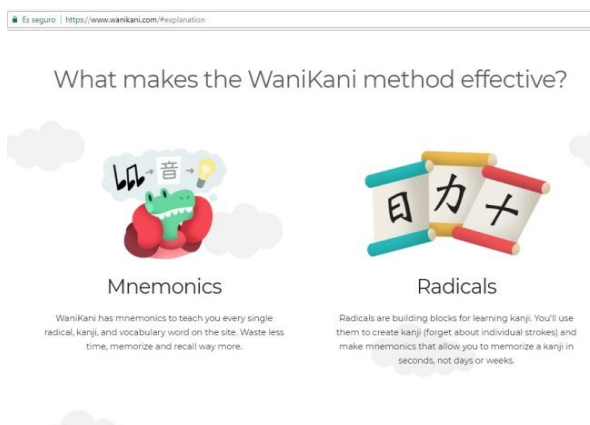 Es seguro | https://www.wanikani.com/#explanation
What makes the WaniKani method effective?
音
日 力 十
Mnemonics
Radicals
WaniKani has mnemonics to teach you every single
radical, kanji, and vocabulary word on the site. Waste less
time, memorize and recall way more.
Radicals are building blocks for learning kanji. You'll use
them to create kanji (forget about individual strokes) and
make mnemonics that allow you to memorize a kanji in
seconds, not days or weeks.